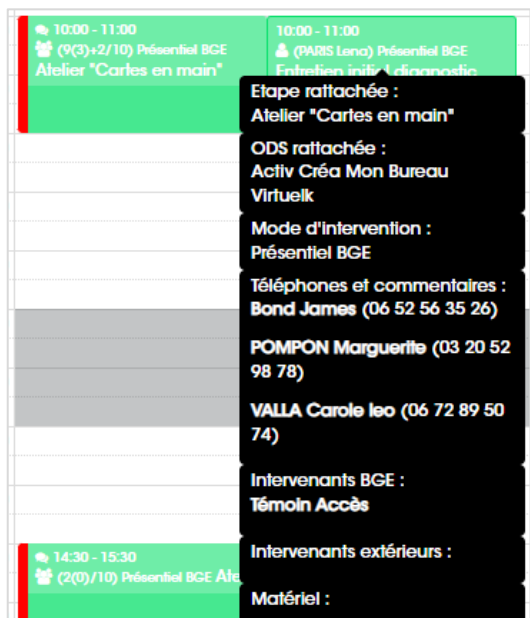 10:00 - 11:00
(9(3)+2/10) Présentiel BGE
Atelier "Cartes en main"
10:00 - 11:00
(PARIS Lena) Présentiel BGE
Entretien initial diagnostic
Etape rattachée :
Atelier "Cartes en main"
ODS rattachée :
Activ Créa Mon Bureau
Virtuelk
Mode d'intervention :
Présentiel BGE
Téléphones et commentaires :
Bond James (06 52 56 35 26)
POMPON Marguerite (03 20 52
98 78)
VALLA Carole leo (06 72 89 50
74)
Intervenants BGE :
Témoin Accès
Intervenants extérieurs :
Matériel :
14:30 - 15:30
(2(0)/10) Présentiel BGE Ate